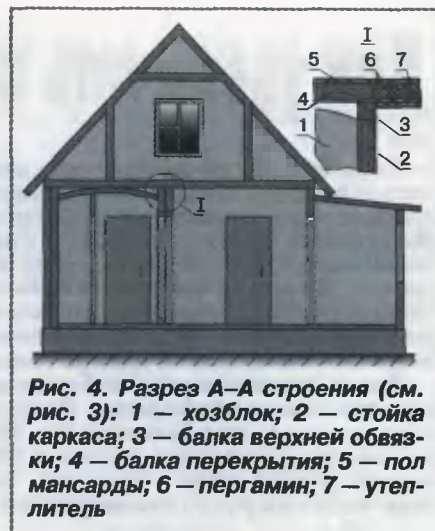 I
5 6 7
4
1
3
2
I
Рис. 4. Разрез А–А строения (см.
рис. 3): 1 — хозблок; 2 — стойка
каркаса; 3 — балка верхней обвяз-
ки; 4 — балка перекрытия; 5 — пол
мансарды; 6 — пергамин; 7 — утеп-
литель